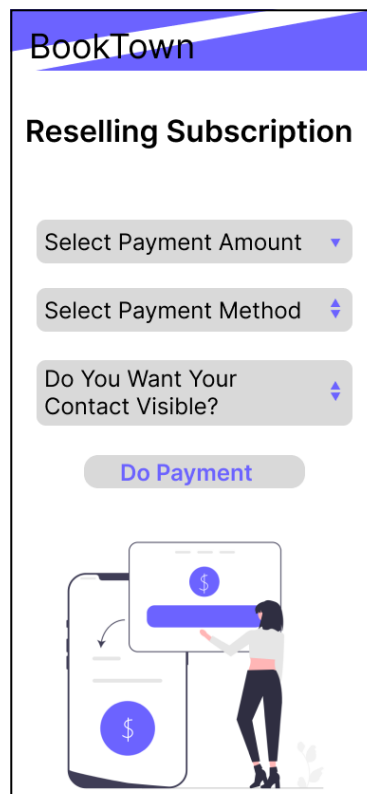 BookTown
Reselling Subscription
Select Payment Amount
Select Payment Method
Do You Want Your
Contact Visible?
Do Payment
$
$